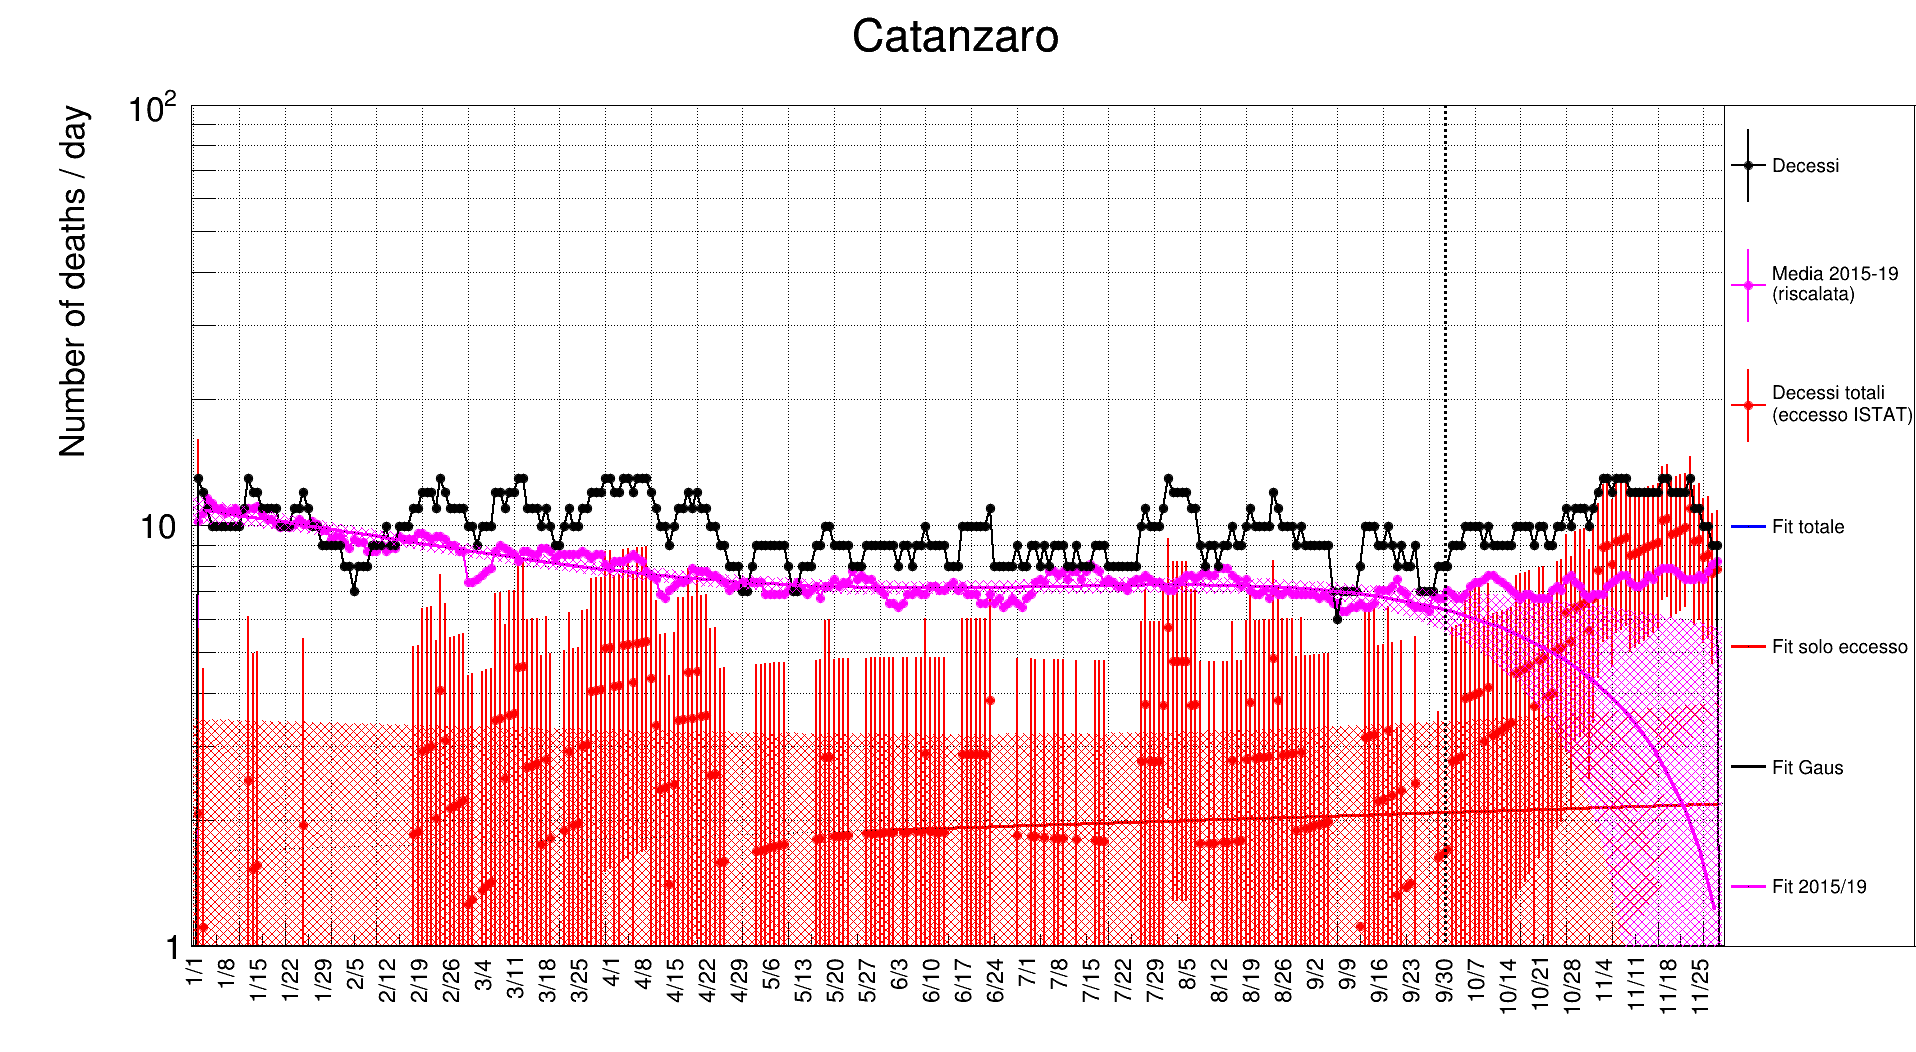 Catanzaro
Number of deaths / day
10²
10
1
1/1 1/8 1/15 1/22 1/29 2/5 2/12 2/19 2/26 3/4 3/11 3/18 3/25 4/1 4/8 4/15 4/22 4/29 5/6 5/13 5/20 5/27 6/3 6/10 6/17 6/24 7/1 7/8 7/15 7/22 7/29 8/5 8/12 8/19 8/26 9/2 9/9 9/16 9/23 9/30 10/7 10/14 10/21 10/28 11/4 11/11 11/18 11/25
Decessi
Media 2015-19
(riscalata)
Decessi totali
(eccesso ISTAT)
Fit totale
Fit solo eccesso
Fit Gaus
Fit 2015/19